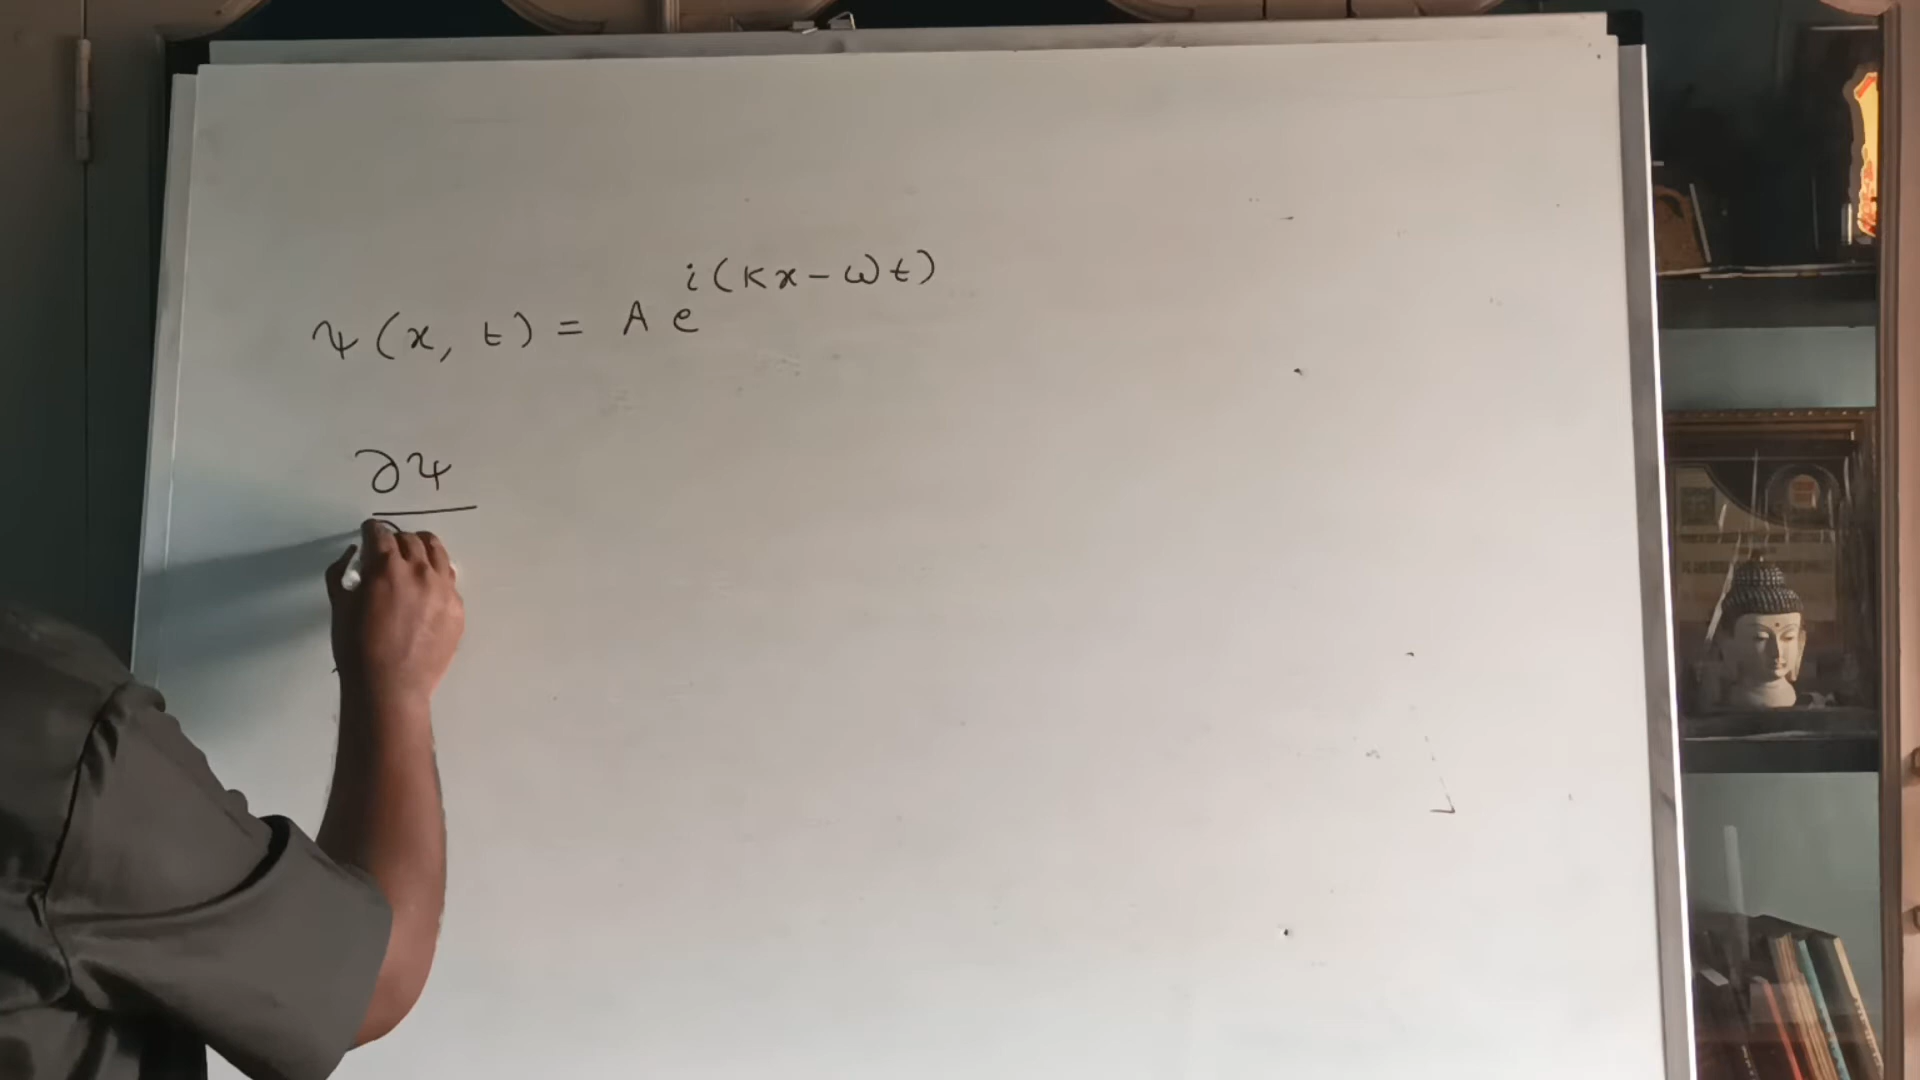 ψ(x, t) = A e^{i(kx-ωt)}
∂ψ